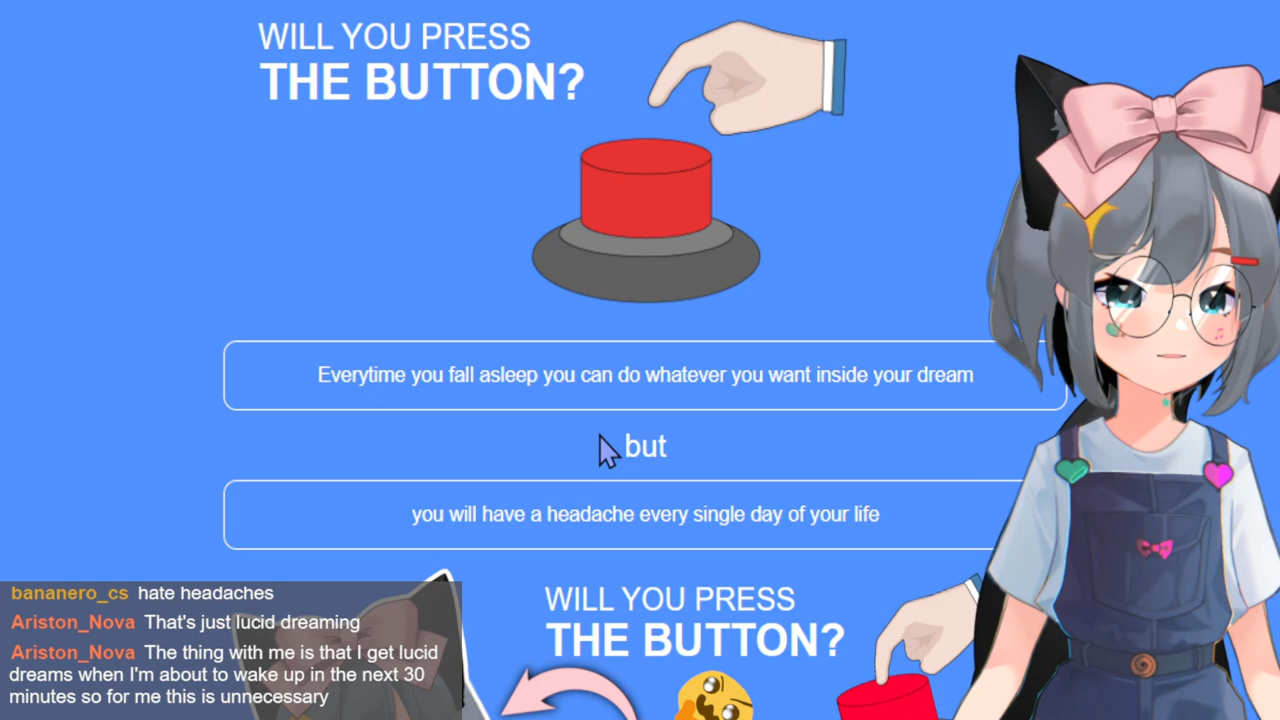 WILL YOU PRESS
THE BUTTON?
Everytime you fall asleep you can do whatever you want inside your dream
but
you will have a headache every single day of your life
bananero_cs hate headaches
Ariston_Nova That's just lucid dreaming
Ariston_Nova The thing with me is that I get lucid
dreams when I'm about to wake up in the next 30
minutes so for me this is unnecessary
WILL YOU PRESS
THE BUTTON?